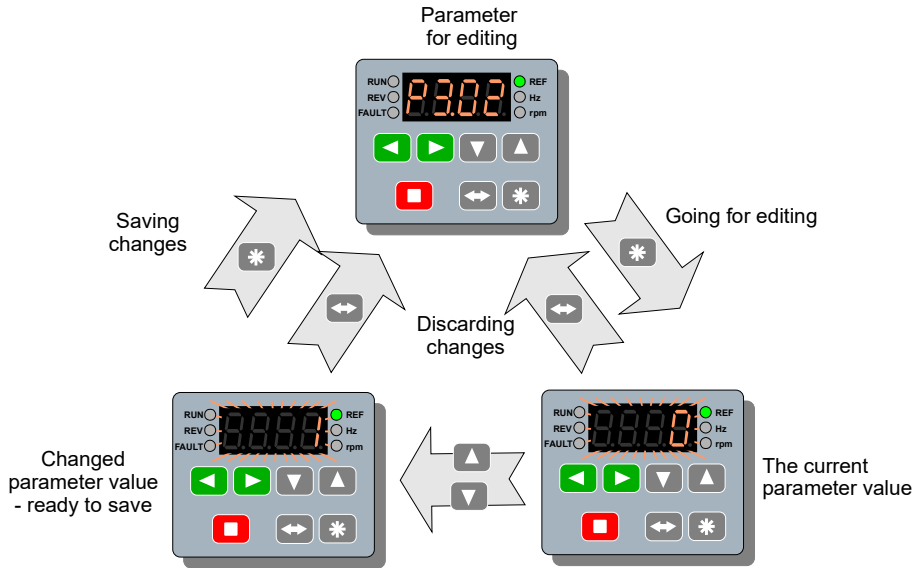 Parameter
for editing
RUN
REV
FAULT
P3.02
REF
Hz
rpm
Saving
changes
Going for editing
Discarding
changes
RUN
REV
FAULT
1
REF
Hz
rpm
Changed
parameter value
- ready to save
RUN
REV
FAULT
0
REF
Hz
rpm
The current
parameter value